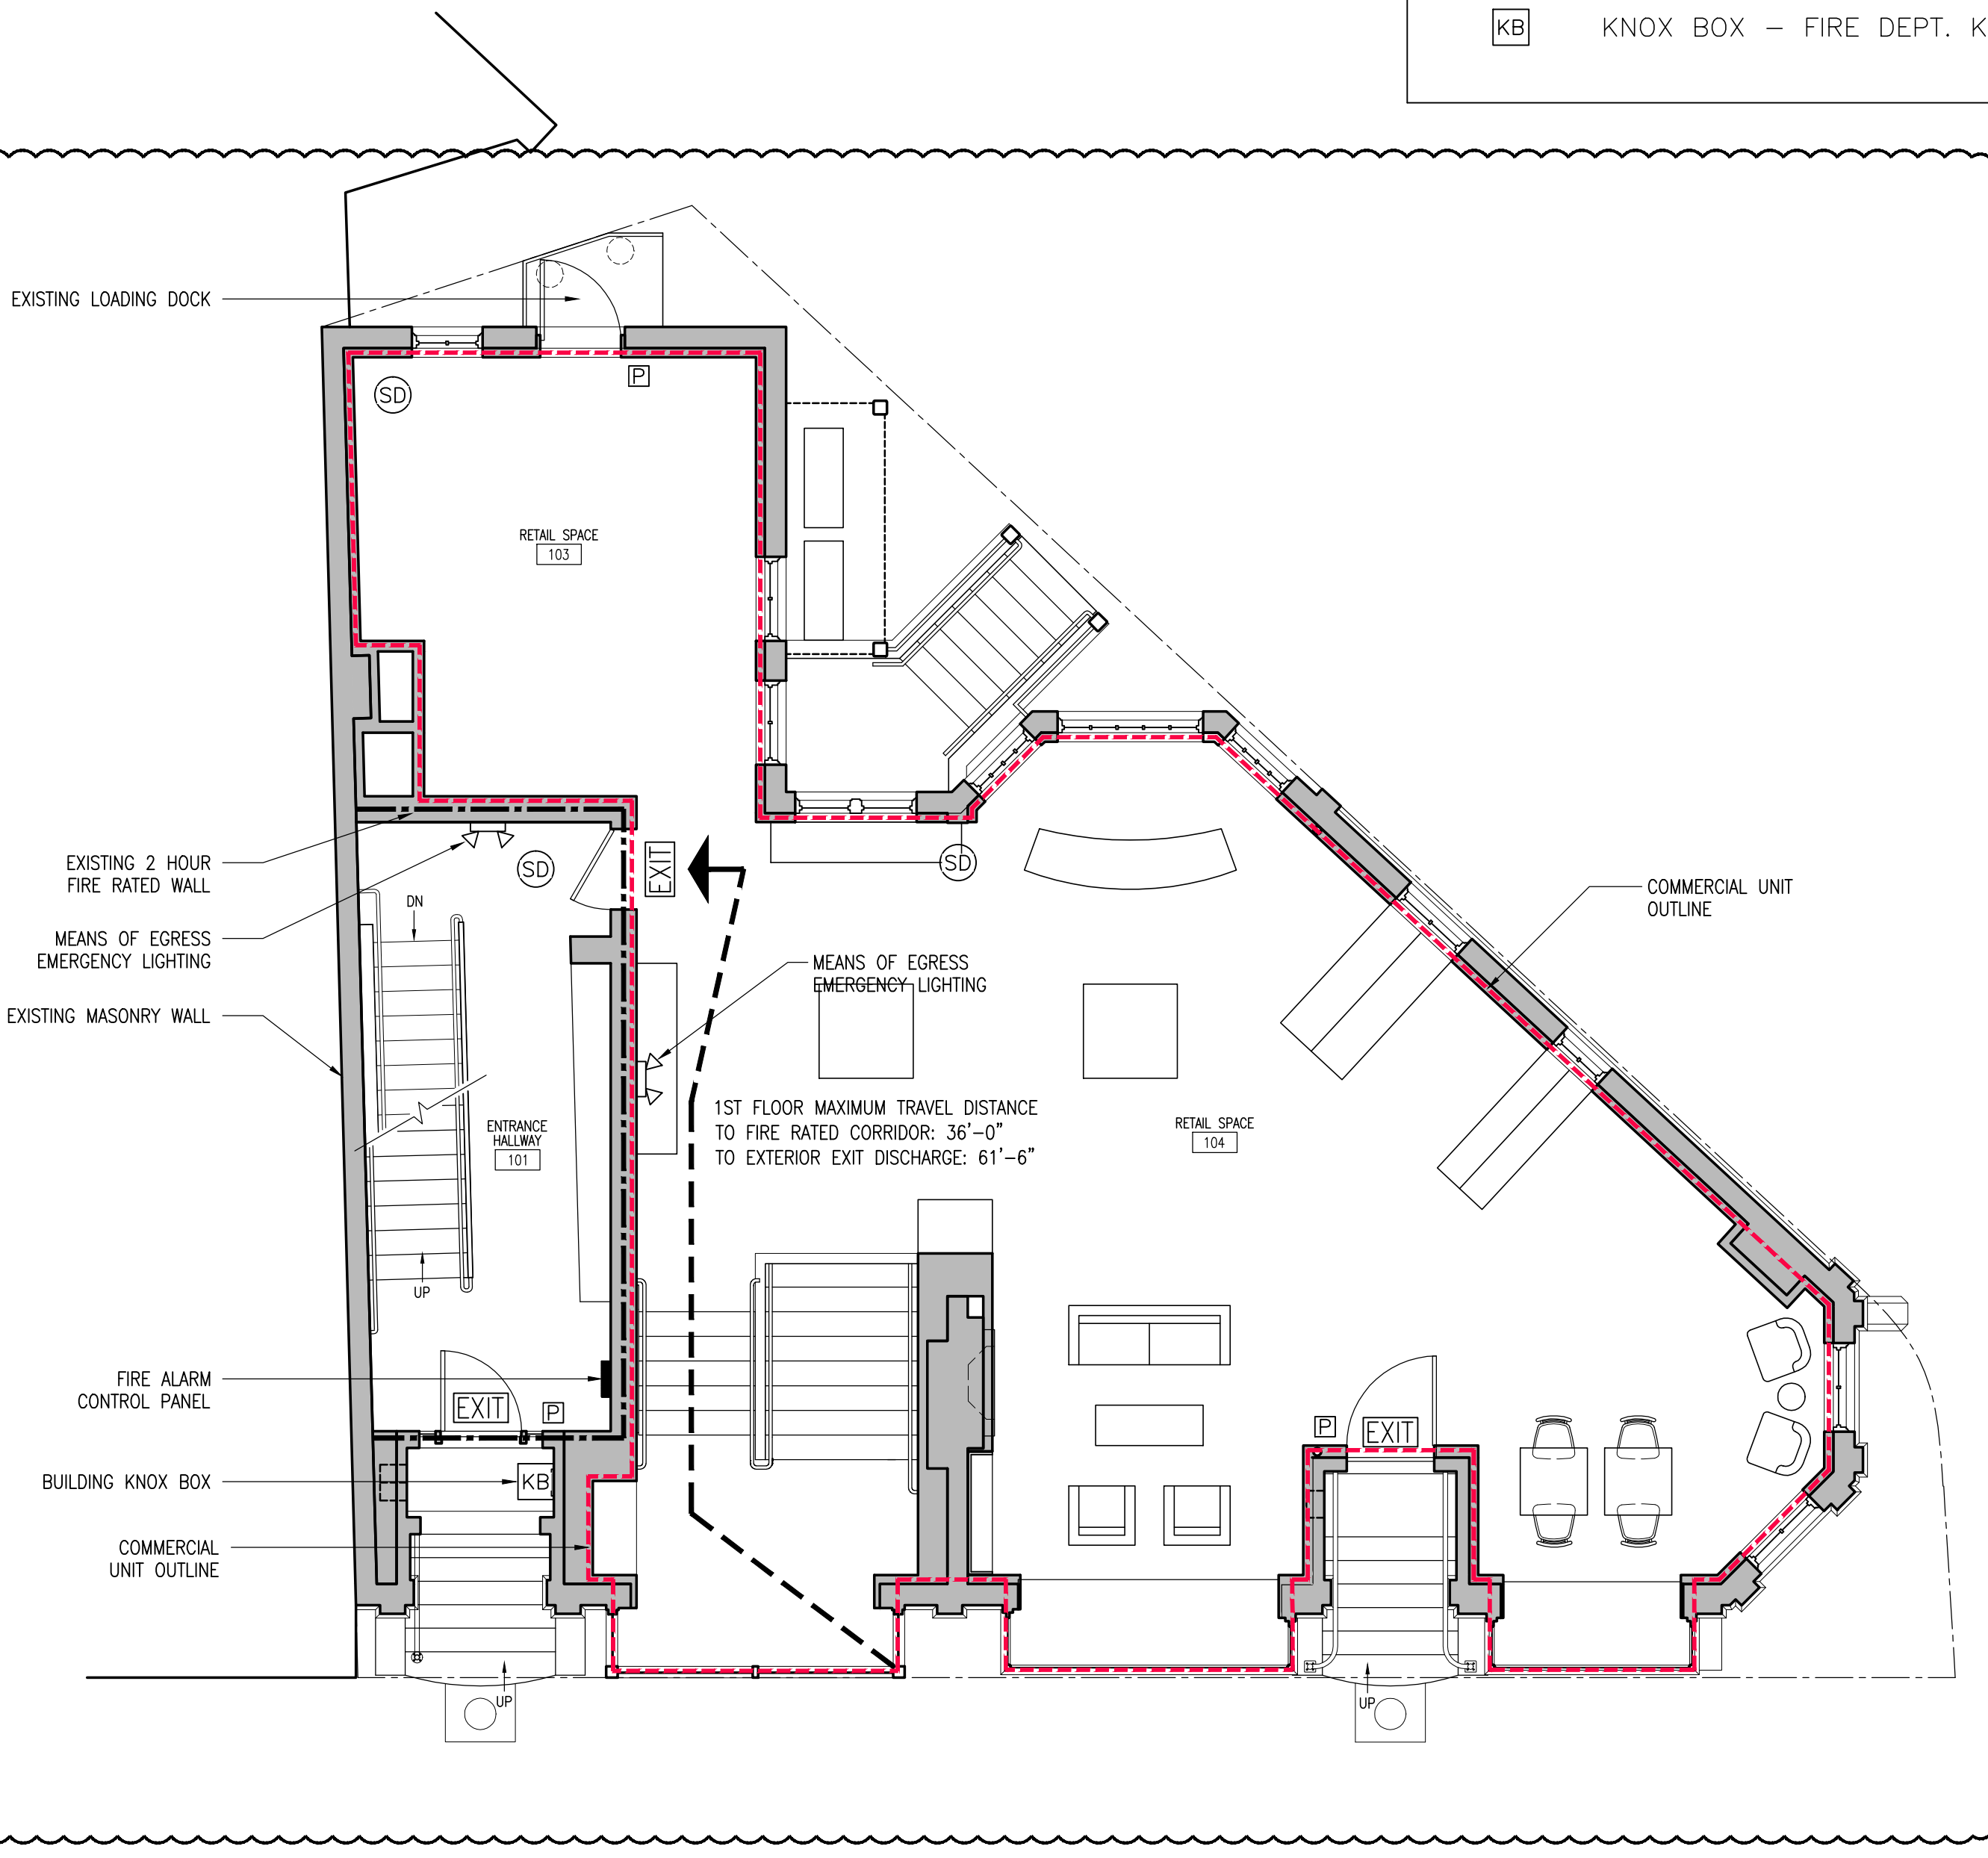 KB KNOX BOX – FIRE DEPT. K
EXISTING LOADING DOCK
SD
P
RETAIL SPACE
103
EXISTING 2 HOUR
FIRE RATED WALL
SD
EXIT
SD
COMMERCIAL UNIT
OUTLINE
DN
MEANS OF EGRESS
EMERGENCY LIGHTING
MEANS OF EGRESS
EMERGENCY LIGHTING
EXISTING MASONRY WALL
1ST FLOOR MAXIMUM TRAVEL DISTANCE
TO FIRE RATED CORRIDOR: 36'-0"
TO EXTERIOR EXIT DISCHARGE: 61'-6"
ENTRANCE
HALLWAY
101
RETAIL SPACE
104
UP
FIRE ALARM
CONTROL PANEL
EXIT
P
P
EXIT
BUILDING KNOX BOX
KB
COMMERCIAL
UNIT OUTLINE
UP
UP